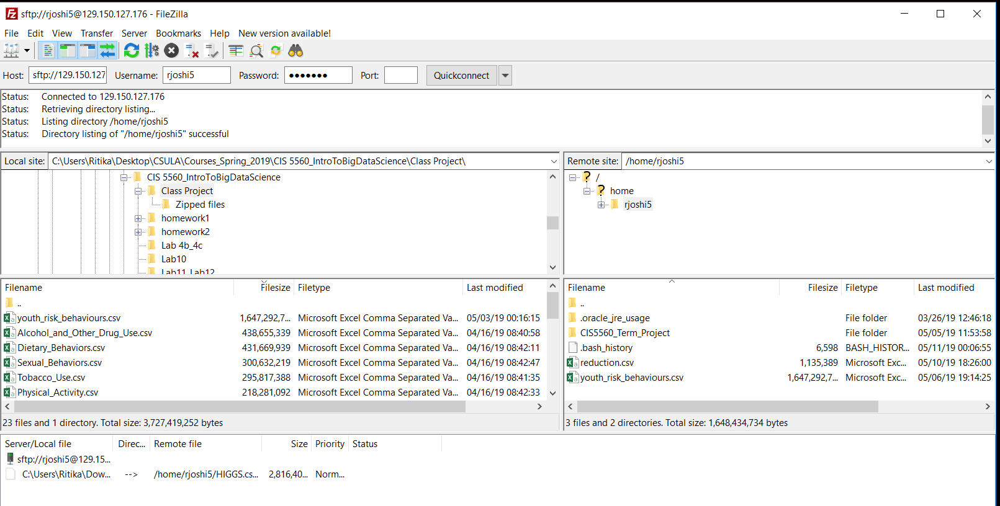 sftp://rjoshi5@129.150.127.176 - FileZilla
File Edit View Transfer Server Bookmarks Help New version available!
Host: sftp://129.150.127 Username: rjoshi5 Password: ●●●●●●● Port: Quickconnect
Status: Connected to 129.150.127.176
Status: Retrieving directory listing...
Status: Listing directory /home/rjoshi5
Status: Directory listing of "/home/rjoshi5" successful
Local site: C:\Users\Ritika\Desktop\CSULA\Courses_Spring_2019\CIS 5560_IntroToBigDataScience\Class Project\
CIS 5560_IntroToBigDataScience
Class Project
Zipped files
homework1
homework2
Lab 4b_4c
Lab10
Lab11_Lab12
Remote site: /home/rjoshi5
/
home
rjoshi5
Filename Filesize Filetype Last modified
..
youth_risk_behaviours.csv 1,647,292,7... Microsoft Excel Comma Separated Va... 05/03/19 00:16:15
Alcohol_and_Other_Drug_Use.csv 438,655,339 Microsoft Excel Comma Separated Va... 04/16/19 08:40:58
Dietary_Behaviors.csv 431,669,939 Microsoft Excel Comma Separated Va... 04/16/19 08:42:11
Sexual_Behaviors.csv 300,632,219 Microsoft Excel Comma Separated Va... 04/16/19 08:42:47
Tobacco_Use.csv 295,817,388 Microsoft Excel Comma Separated Va... 04/16/19 08:41:35
Physical_Activity.csv 218,281,092 Microsoft Excel Comma Separated Va... 04/16/19 08:42:33
23 files and 1 directory. Total size: 3,727,419,252 bytes
Filename Filesize Filetype Last modified
..
.oracle_jre_usage File folder 03/26/19 12:46:18
CIS5560_Term_Project File folder 05/05/19 11:53:58
.bash_history 6,598 BASH_HISTOR... 05/11/19 00:06:55
reduction.csv 1,135,389 Microsoft Exc... 05/10/19 18:26:00
youth_risk_behaviours.csv 1,647,292,7... Microsoft Exc... 05/06/19 19:14:25
3 files and 2 directories. Total size: 1,648,434,734 bytes
Server/Local file Direc... Remote file Size Priority Status
sftp://rjoshi5@129.15...
C:\Users\Ritika\Dow... --> /home/rjoshi5/HIGGS.cs... 2,816,40... Norm...